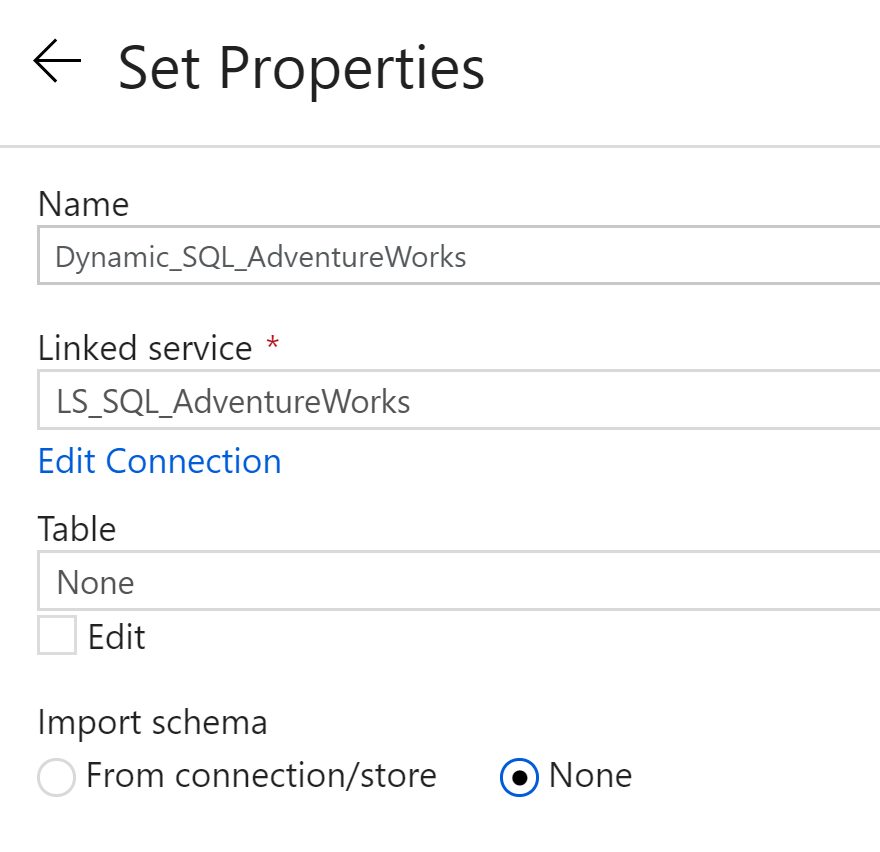 Set Properties
Name
Dynamic_SQL_AdventureWorks
Linked service *
LS_SQL_AdventureWorks
Edit Connection
Table
None
Edit
Import schema
From connection/store None